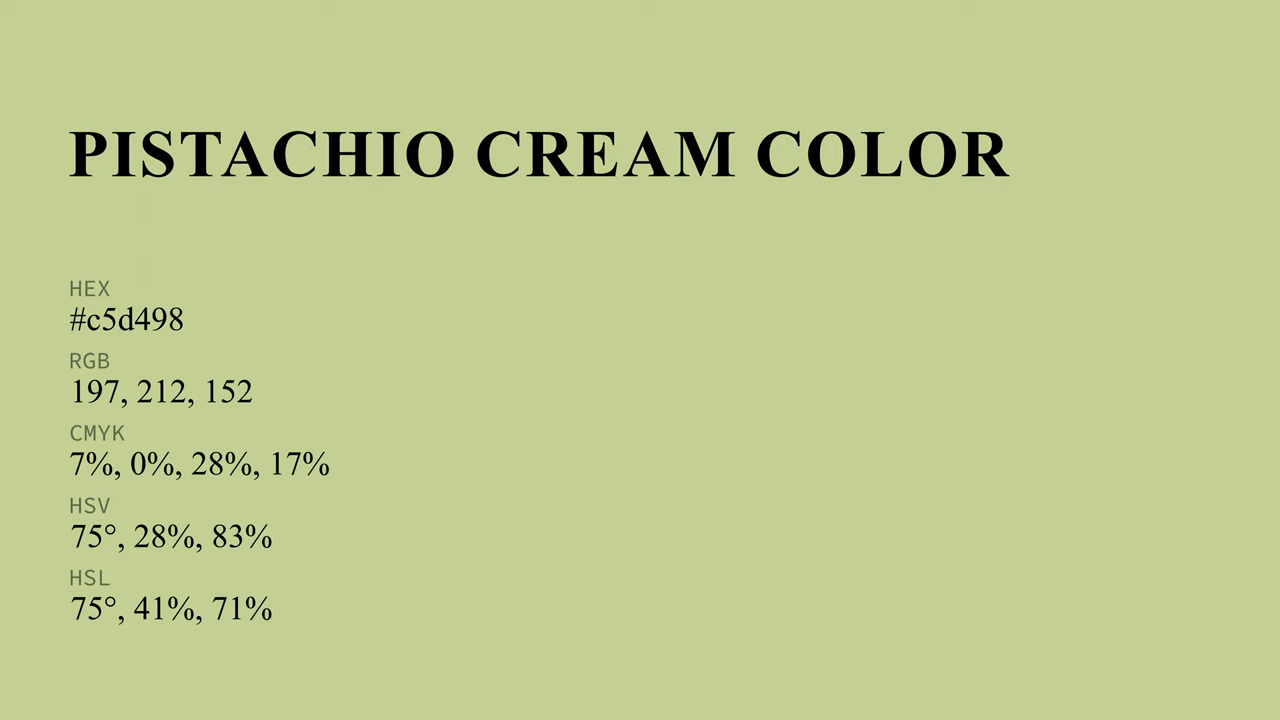 PISTACHIO CREAM COLOR
HEX
#c5d498
RGB
197, 212, 152
CMYK
7%, 0%, 28%, 17%
HSV
75°, 28%, 83%
HSL
75°, 41%, 71%